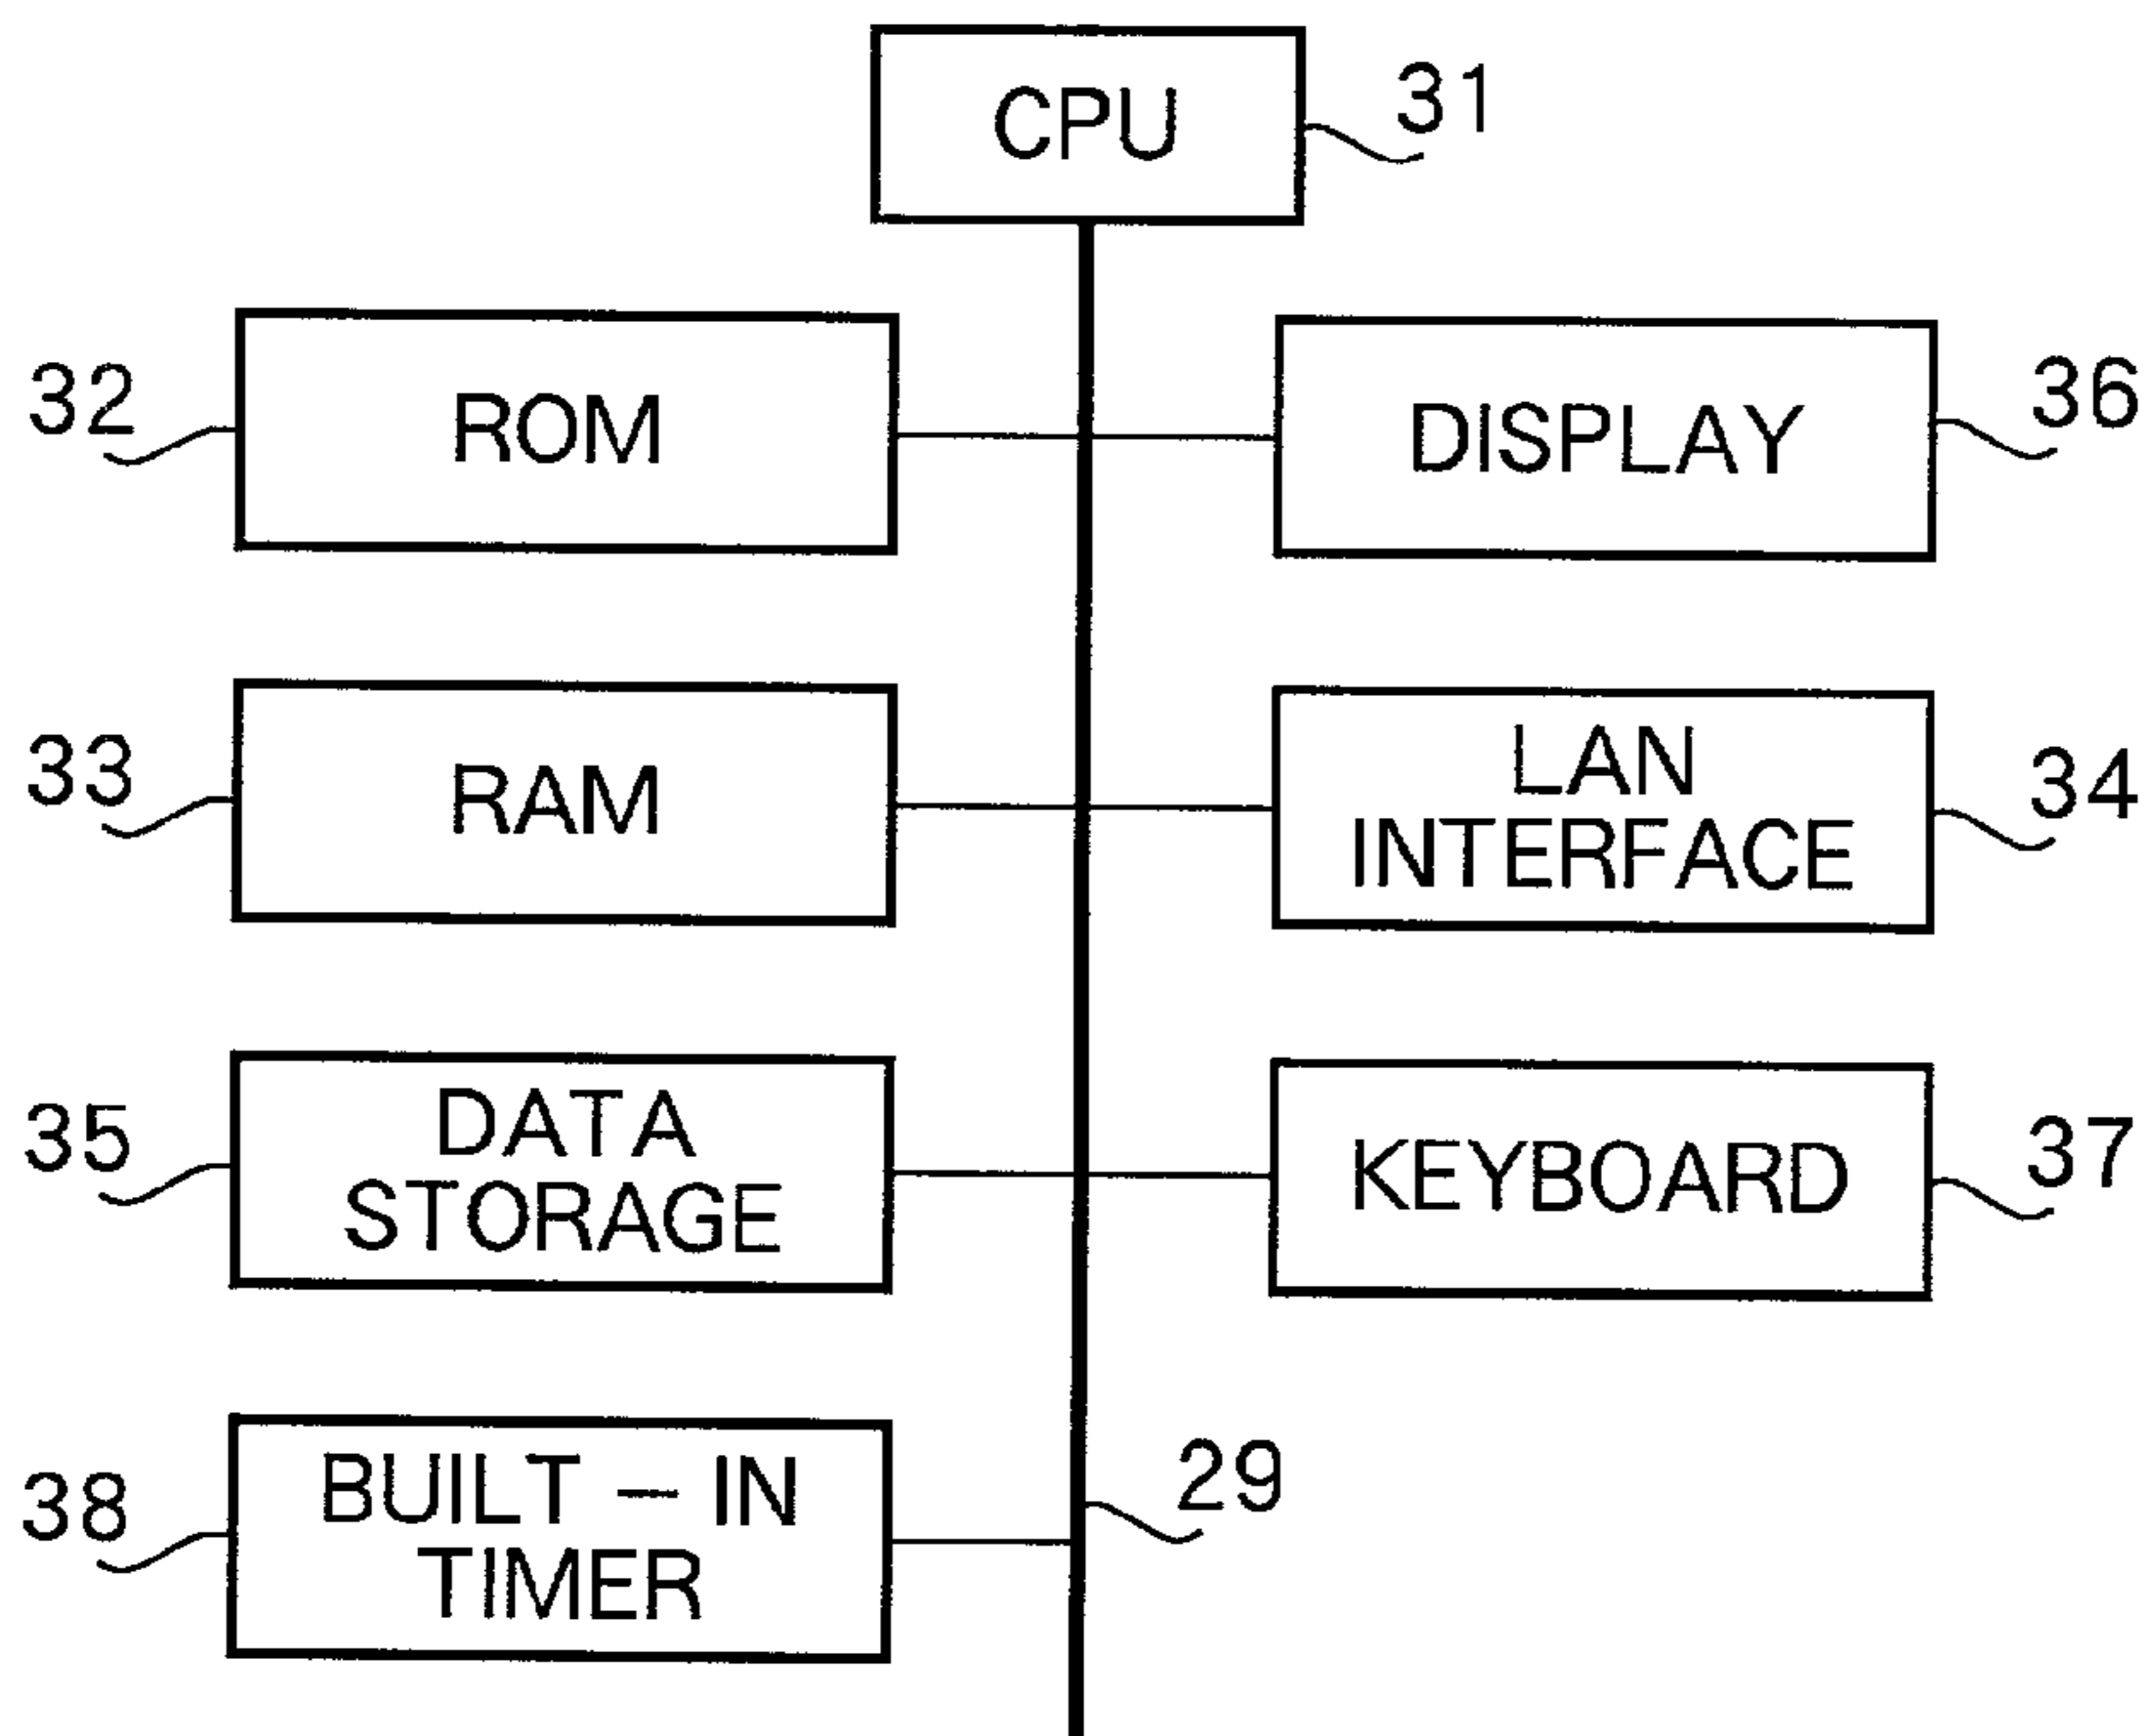 CPU
31
32
ROM
DISPLAY
36
33
RAM
LAN
INTERFACE
34
35
DATA
STORAGE
KEYBOARD
37
38
BUILT – IN
TIMER
29